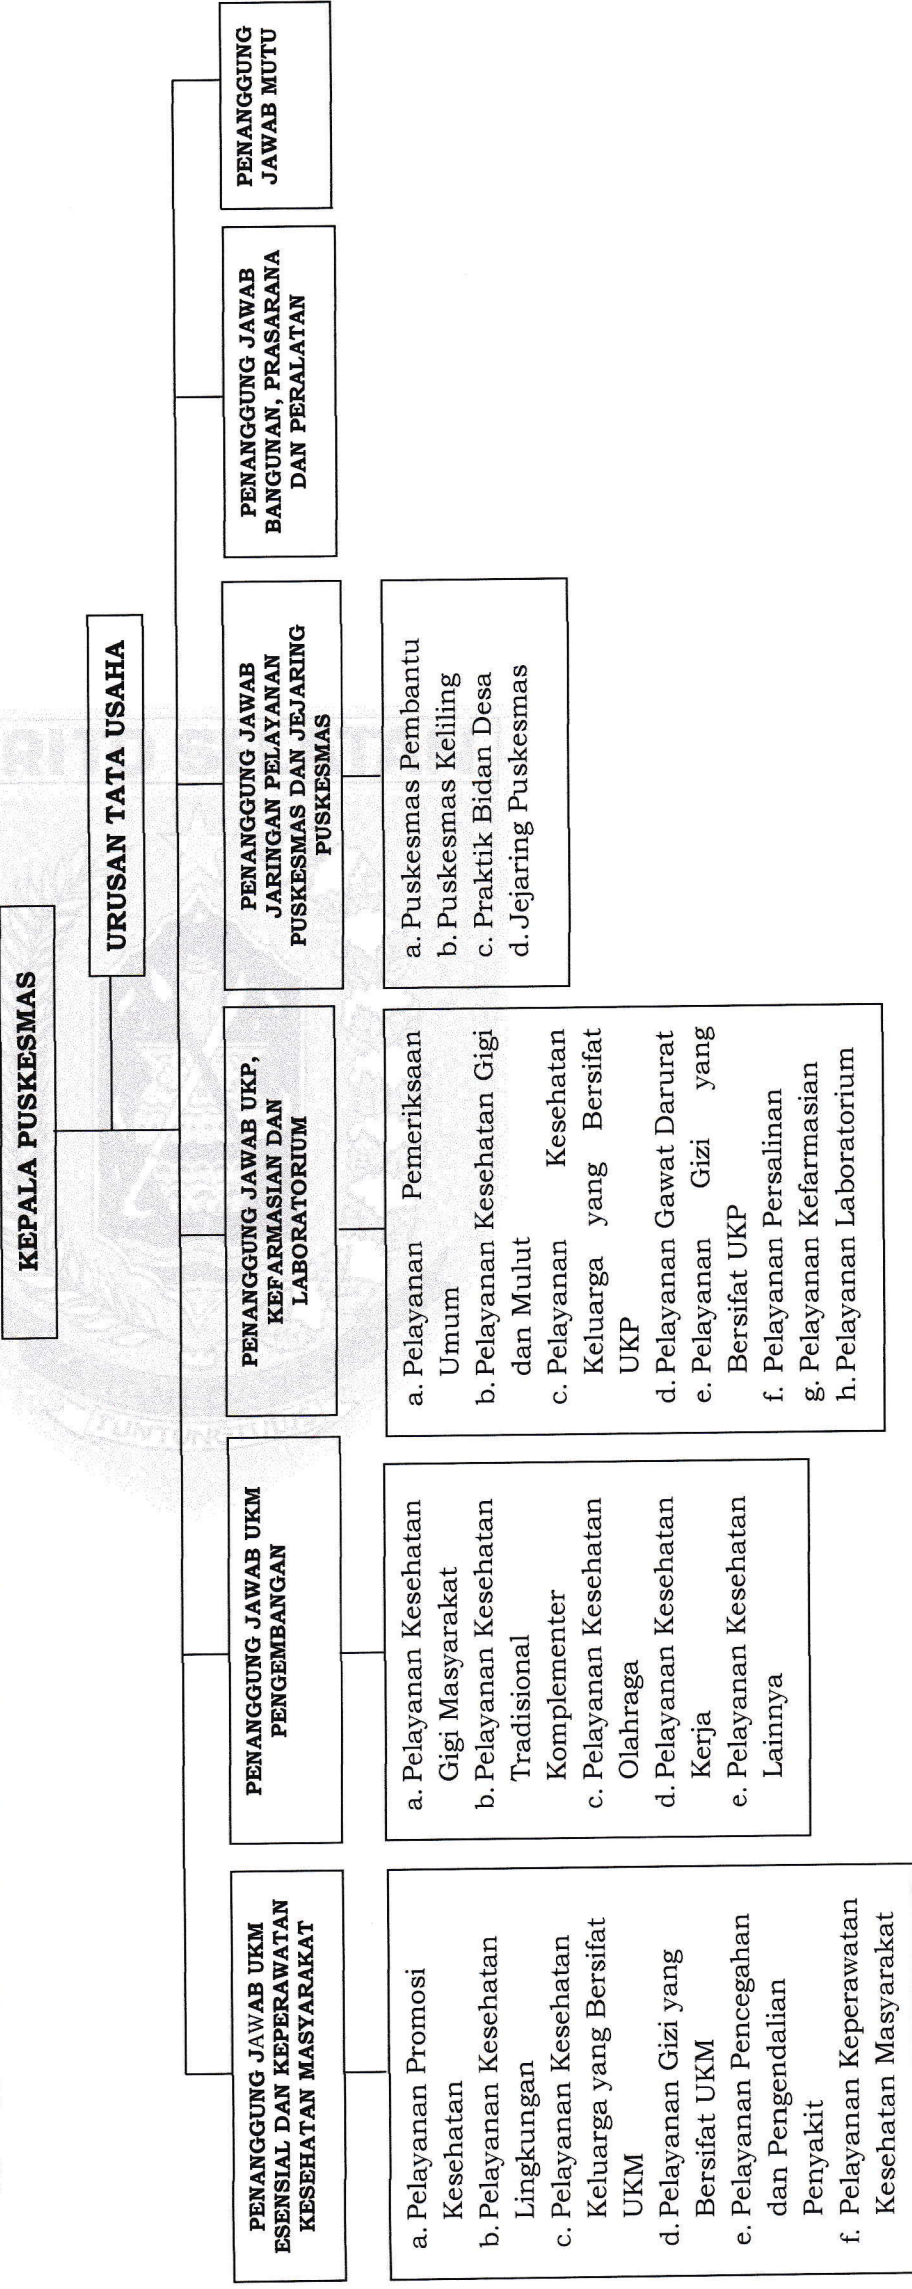 KEPALA PUSKESMAS
URUSAN TATA USAHA
PENANGGUNG JAWAB UKM
ESENSIAL DAN KEPERAWATAN
KESEHATAN MASYARAKAT
a. Pelayanan Promosi
Kesehatan
b. Pelayanan Kesehatan
Lingkungan
c. Pelayanan Kesehatan
Keluarga yang Bersifat
UKM
d. Pelayanan Gizi yang
Bersifat UKM
e. Pelayanan Pencegahan
dan Pengendalian
Penyakit
f. Pelayanan Keperawatan
Kesehatan Masyarakat
PENANGGUNG JAWAB UKM
PENGEMBANGAN
a. Pelayanan Kesehatan
Gigi Masyarakat
b. Pelayanan Kesehatan
Tradisional
Komplementer
c. Pelayanan Kesehatan
Olahraga
d. Pelayanan Kesehatan
Kerja
e. Pelayanan Kesehatan
Lainnya
PENANGGUNG JAWAB UKP,
KEFARMASIAN DAN
LABORATORIUM
a. Pelayanan Pemeriksaan
Umum
b. Pelayanan Kesehatan Gigi
dan Mulut
c. Pelayanan Kesehatan
Keluarga yang Bersifat
UKP
d. Pelayanan Gawat Darurat
e. Pelayanan Gizi yang
Bersifat UKP
f. Pelayanan Persalinan
g. Pelayanan Kefarmasian
h. Pelayanan Laboratorium
PENANGGUNG JAWAB
JARINGAN PELAYANAN
PUSKESMAS DAN JEJARING
PUSKESMAS
a. Puskesmas Pembantu
b. Puskesmas Keliling
c. Praktik Bidan Desa
d. Jejaring Puskesmas
PENANGGUNG JAWAB
BANGUNAN, PRASARANA
DAN PERALATAN
PENANGGUNG
JAWAB MUTU